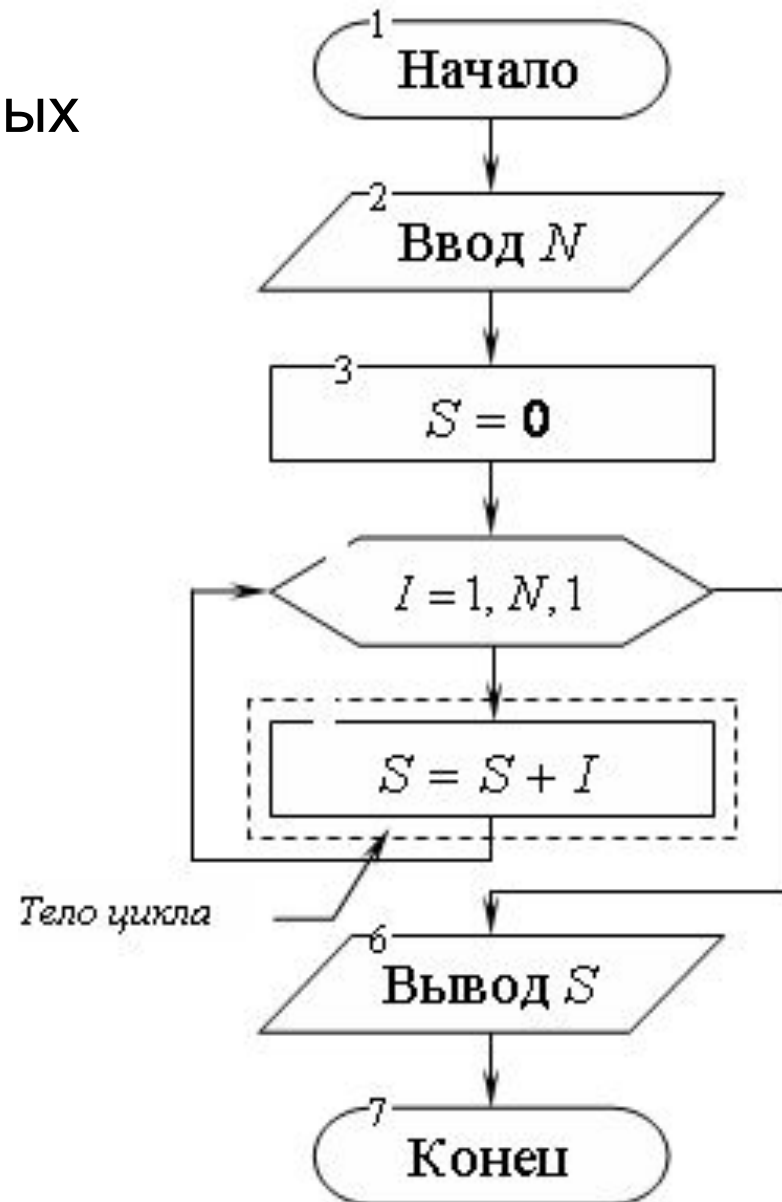 1
Начало
ых
2
Ввод N
3
S = 0
I = 1, N, 1
S = S + I
Тело цикла
6
Вывод S
7
Конец